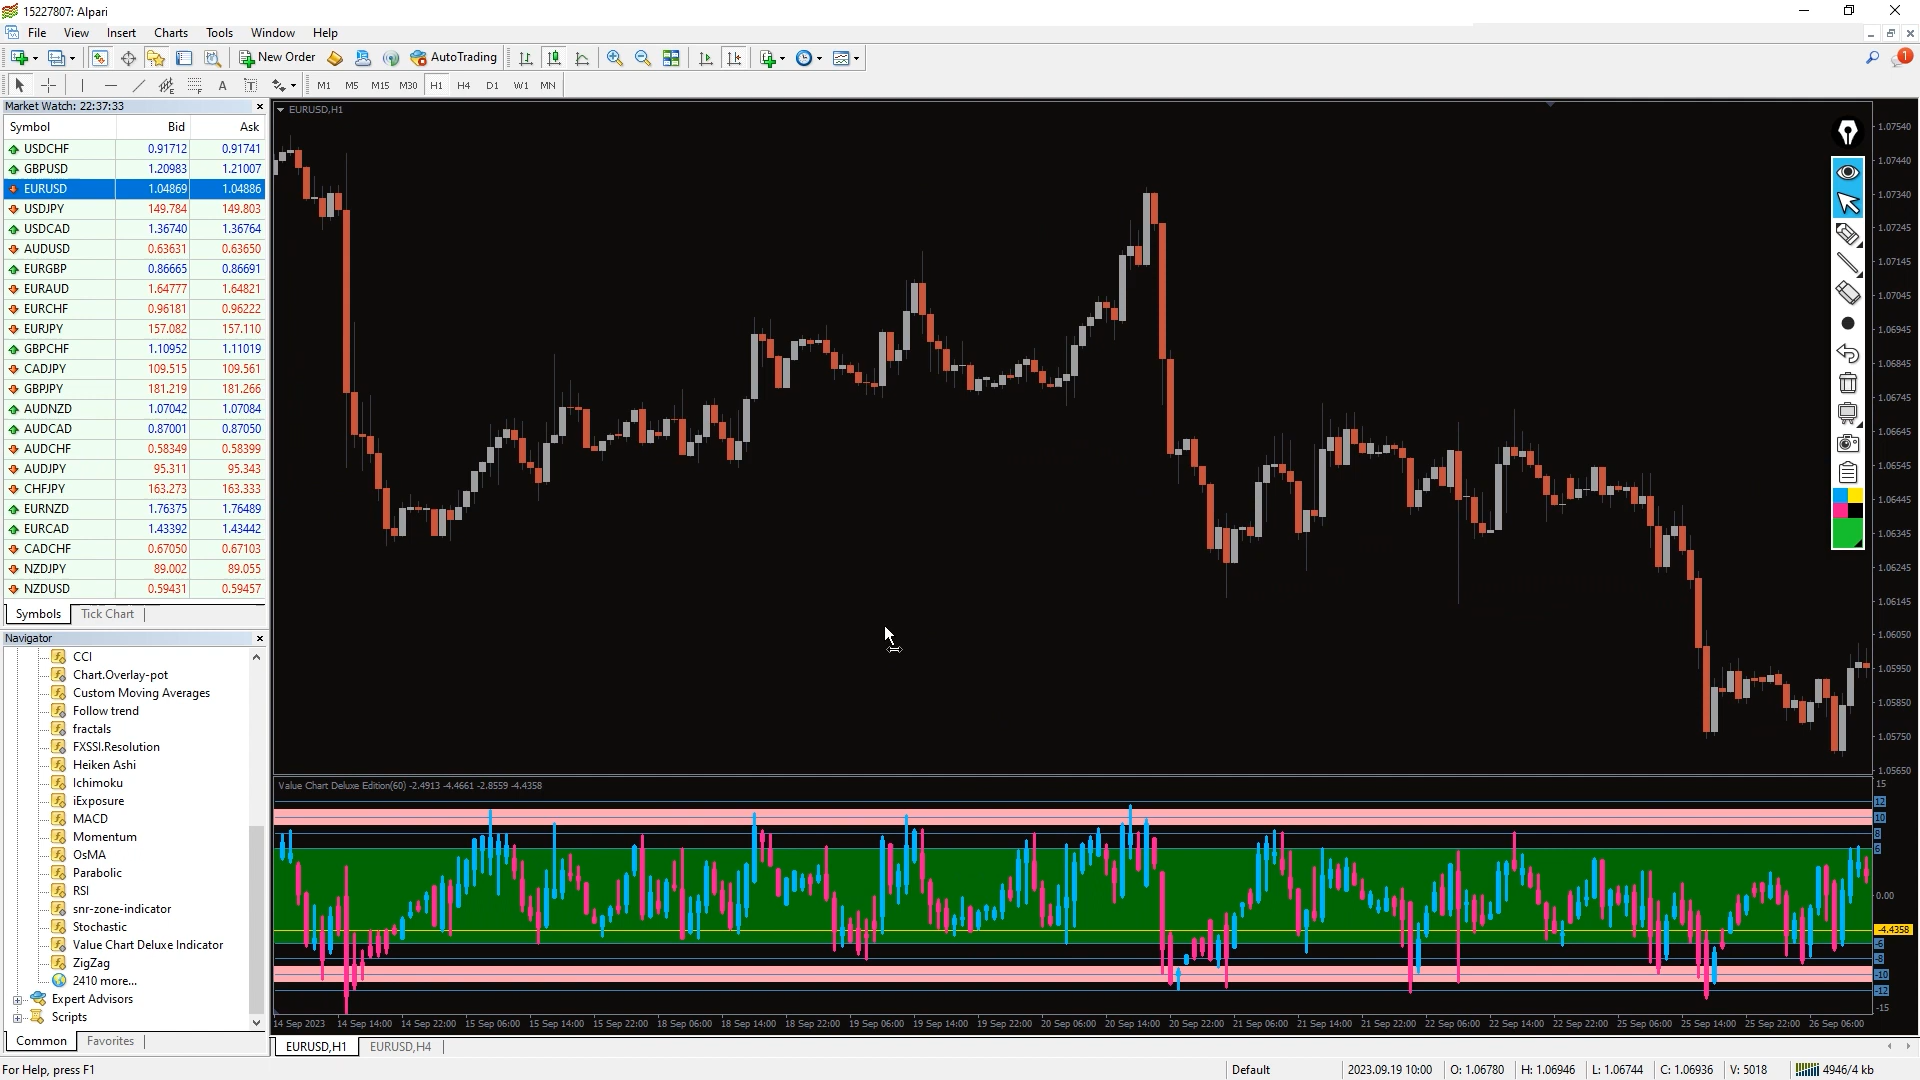 15227807: Alpari
File View Insert Charts Tools Window Help
New Order AutoTrading 1
A T M1 M5 M15 M30 H1 H4 D1 W1 MN
Market Watch: 22:37:33
Symbol Bid Ask
USDCHF 0.91712 0.91741
GBPUSD 1.20983 1.21007
EURUSD 1.04869 1.04886
USDJPY 149.784 149.803
USDCAD 1.36740 1.36764
AUDUSD 0.63631 0.63650
EURGBP 0.86665 0.86691
EURAUD 1.64777 1.64821
EURCHF 0.96181 0.96222
EURJPY 157.082 157.110
GBPCHF 1.10952 1.11019
CADJPY 109.515 109.561
GBPJPY 181.219 181.266
AUDNZD 1.07042 1.07084
AUDCAD 0.87001 0.87050
AUDCHF 0.58349 0.58399
AUDJPY 95.311 95.343
CHFJPY 163.273 163.333
EURNZD 1.76375 1.76489
EURCAD 1.43392 1.43442
CADCHF 0.67050 0.67103
NZDJPY 89.002 89.055
NZDUSD 0.59431 0.59457
Symbols Tick Chart
Navigator
CCI
Chart.Overlay-pot
Custom Moving Averages
Follow trend
fractals
FXSSI.Resolution
Heiken Ashi
Ichimoku
iExposure
MACD
Momentum
OsMA
Parabolic
RSI
snr-zone-indicator
Stochastic
Value Chart Deluxe Indicator
ZigZag
2410 more...
Expert Advisors
Scripts
Common Favorites
EURUSD,H1
1.07540
1.07440
1.07340
1.07245
1.07145
1.07045
1.06945
1.06845
1.06745
1.06645
1.06545
1.06445
1.06345
1.06245
1.06145
1.06050
1.05950
1.05850
1.05750
1.05650
Value Chart Deluxe Edition(60) -2.4913 -4.4661 -2.8559 -4.4358
15
12
10
8
6
0.00
-4.4358
-6
-8
-10
-12
-15
14 Sep 2023 14 Sep 14:00 14 Sep 22:00 15 Sep 06:00 15 Sep 14:00 15 Sep 22:00 18 Sep 06:00 18 Sep 14:00 18 Sep 22:00 19 Sep 06:00 19 Sep 14:00 19 Sep 22:00 20 Sep 06:00 20 Sep 14:00 20 Sep 22:00 21 Sep 06:00 21 Sep 14:00 21 Sep 22:00 22 Sep 06:00 22 Sep 14:00 22 Sep 22:00 25 Sep 06:00 25 Sep 14:00 25 Sep 22:00 26 Sep 06:00
EURUSD,H1 EURUSD,H4
For Help, press F1 Default 2023.09.19 10:00 O: 1.06780 H: 1.06946 L: 1.06744 C: 1.06936 V: 5018 4946/4 kb